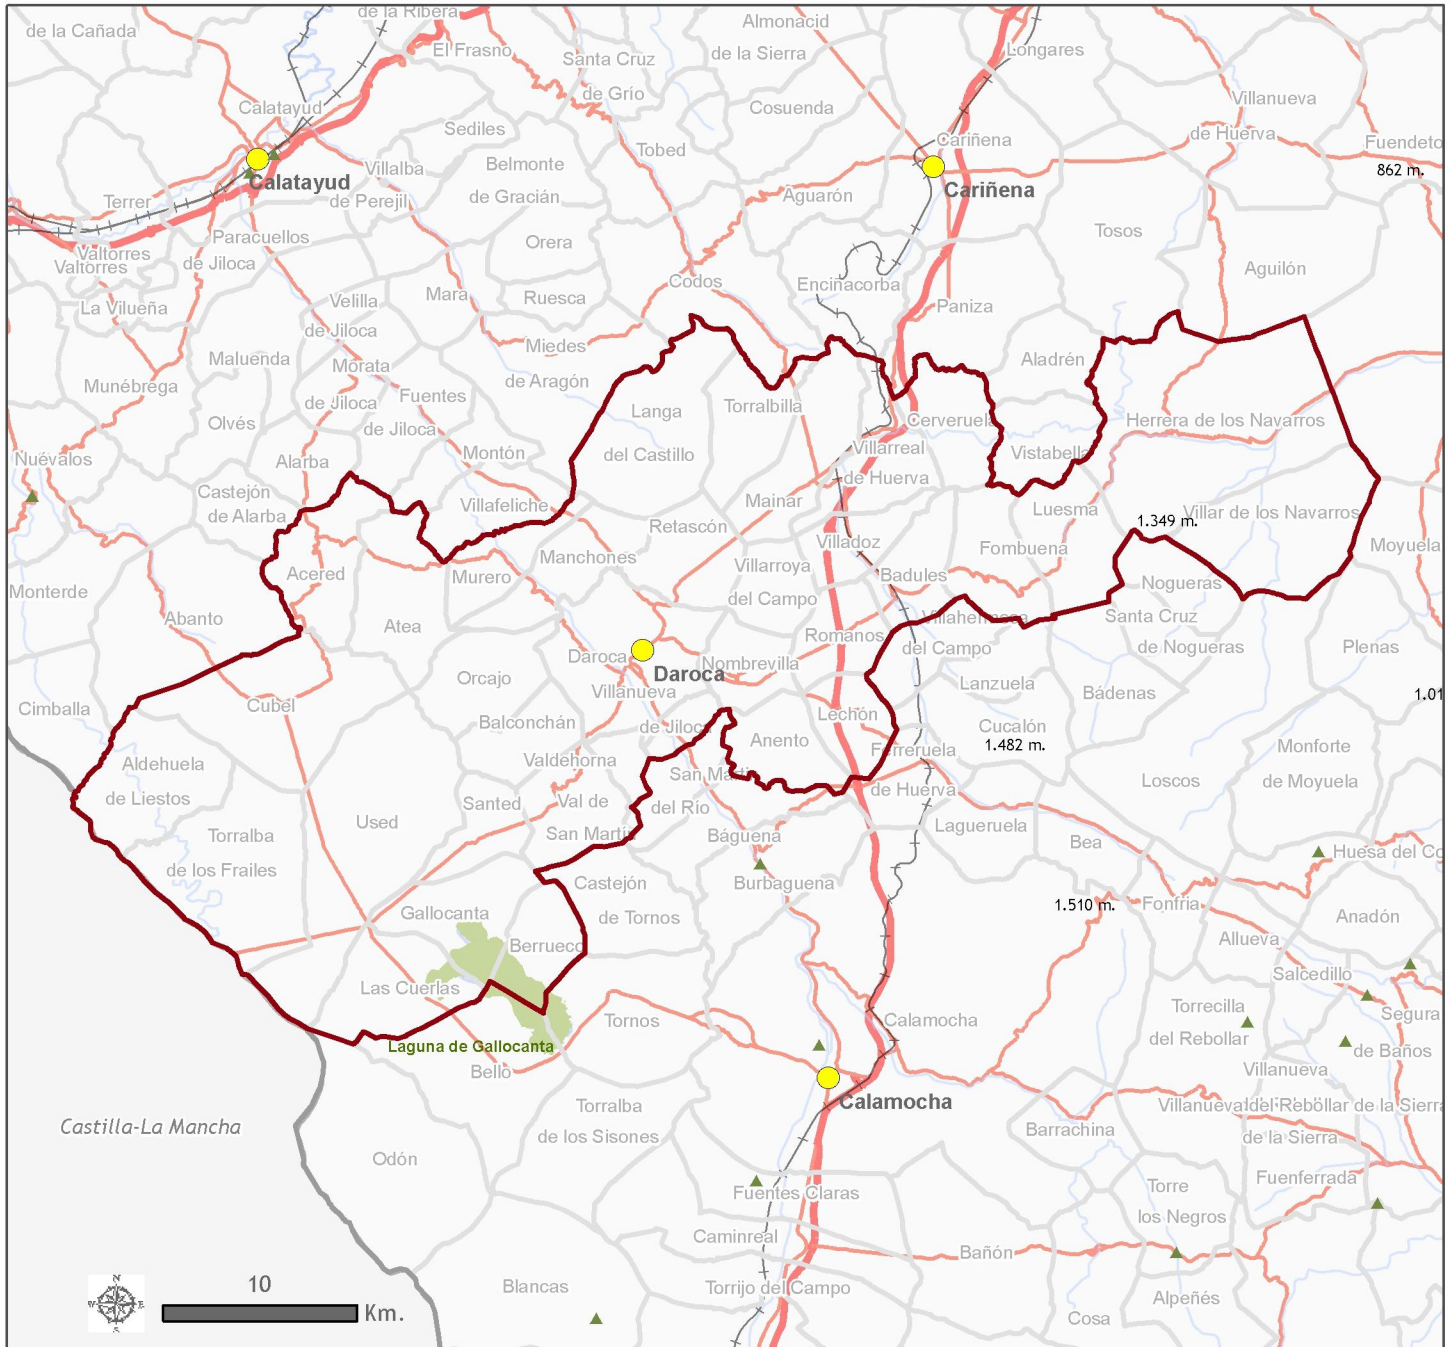 de la Ribera
de la Cañada
El Frasno
Almonacid
de la Sierra
Longares
Santa Cruz
de Grío
Calatayud
Calatayud
Cosuenda
Villanueva
de Huerva
Sediles
Tobed
Cariñena
Cariñena
Fuendeto
862 m.
Villalba
de Perejil
Belmonte
de Gracián
Terrer
Aguarón
Paracuellos
de Jiloca
Valtorres
Valtorres
Orera
Tosos
Aguilón
La Vilueña
Velilla
de Jiloca
Mara
Ruesca
Codos
Encinacorba
Paniza
Maluenda
Miedes
de Aragón
Aladrén
Munébrega
Morata
de Jiloca
Fuentes
de Jiloca
Olvés
Langa
del Castillo
Torralbilla
Cerveruela
Herrera de los Navarros
Nuévalos
Alarba
Montón
Villarreal
de Huerva
Vistabella
Castejón
de Alarba
Villafeliche
Retascón
Mainar
Luesma
1.349 m.
Villar de los Navarros
Moyuela
Monterde
Acered
Murero
Manchones
Villadoz
Fombuena
Villarroya
del Campo
Badules
Nogueras
Abanto
Atea
Villahermosa
del Campo
Santa Cruz
de Nogueras
Romanos
Plenas
Daroca
Daroca
Nombrevilla
Orcajo
Villanueva
de Jiloca
Lanzuela
Bádenas
1.01
Cimballa
Cubel
Balconchán
Lechón
Cucalón
1.482 m.
Anento
Valdehorna
Ferreruela
de Huerva
Monforte
de Moyuela
Aldehuela
de Liestos
San Martín
del Río
Loscos
Santed
Val de
San Martín
Used
Torralba
de los Frailes
Báguena
Lagueruela
Bea
Huesa del Co
Burbaguena
Castejón
de Tornos
1.510 m.
Fonfría
Gallocanta
Anadón
Berrueco
Allueva
Salcedillo
Las Cuerlas
Tornos
Calamocha
Torrecilla
del Rebollar
Segura
de Baños
Laguna de Gallocanta
Bello
Villanueva
del Rebollar de la Sierra
Villanueva
de la Sierra
Calamocha
Torralba
de los Sisones
Castilla-La Mancha
Barrachina
Odón
Fuentes Claras
Torre
los Negros
Fuenferrada
Caminreal
Bañón
Blancas
Torrijo del Campo
Alpeñés
Cosa
N
W
E
S
10
Km.